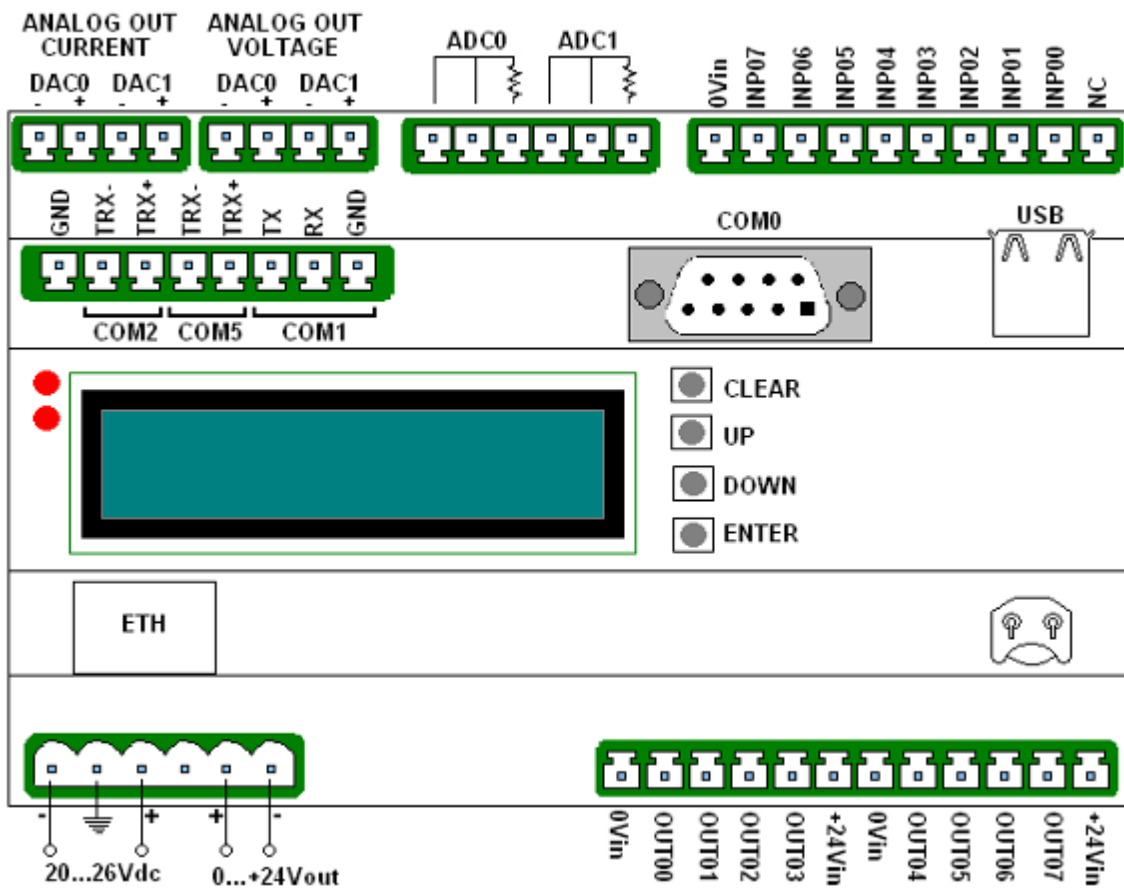 ANALOG OUT CURRENT
ANALOG OUT VOLTAGE
DAC0 DAC1
- + - +
DAC0 DAC1
- + - +
ADC0 ADC1
0Vin INP07 INP06 INP05 INP04 INP03 INP02 INP01 INP00 NC
GND TRX- TRX+ TRX- TRX+ TX RX GND
COM2 COM5 COM1
COM0
USB
CLEAR
UP
DOWN
ENTER
ETH
- + + -
20...26Vdc 0...+24Vout
0Vin OUT00 OUT01 OUT02 OUT03 +24Vin 0Vin OUT04 OUT05 OUT06 OUT07 +24Vin